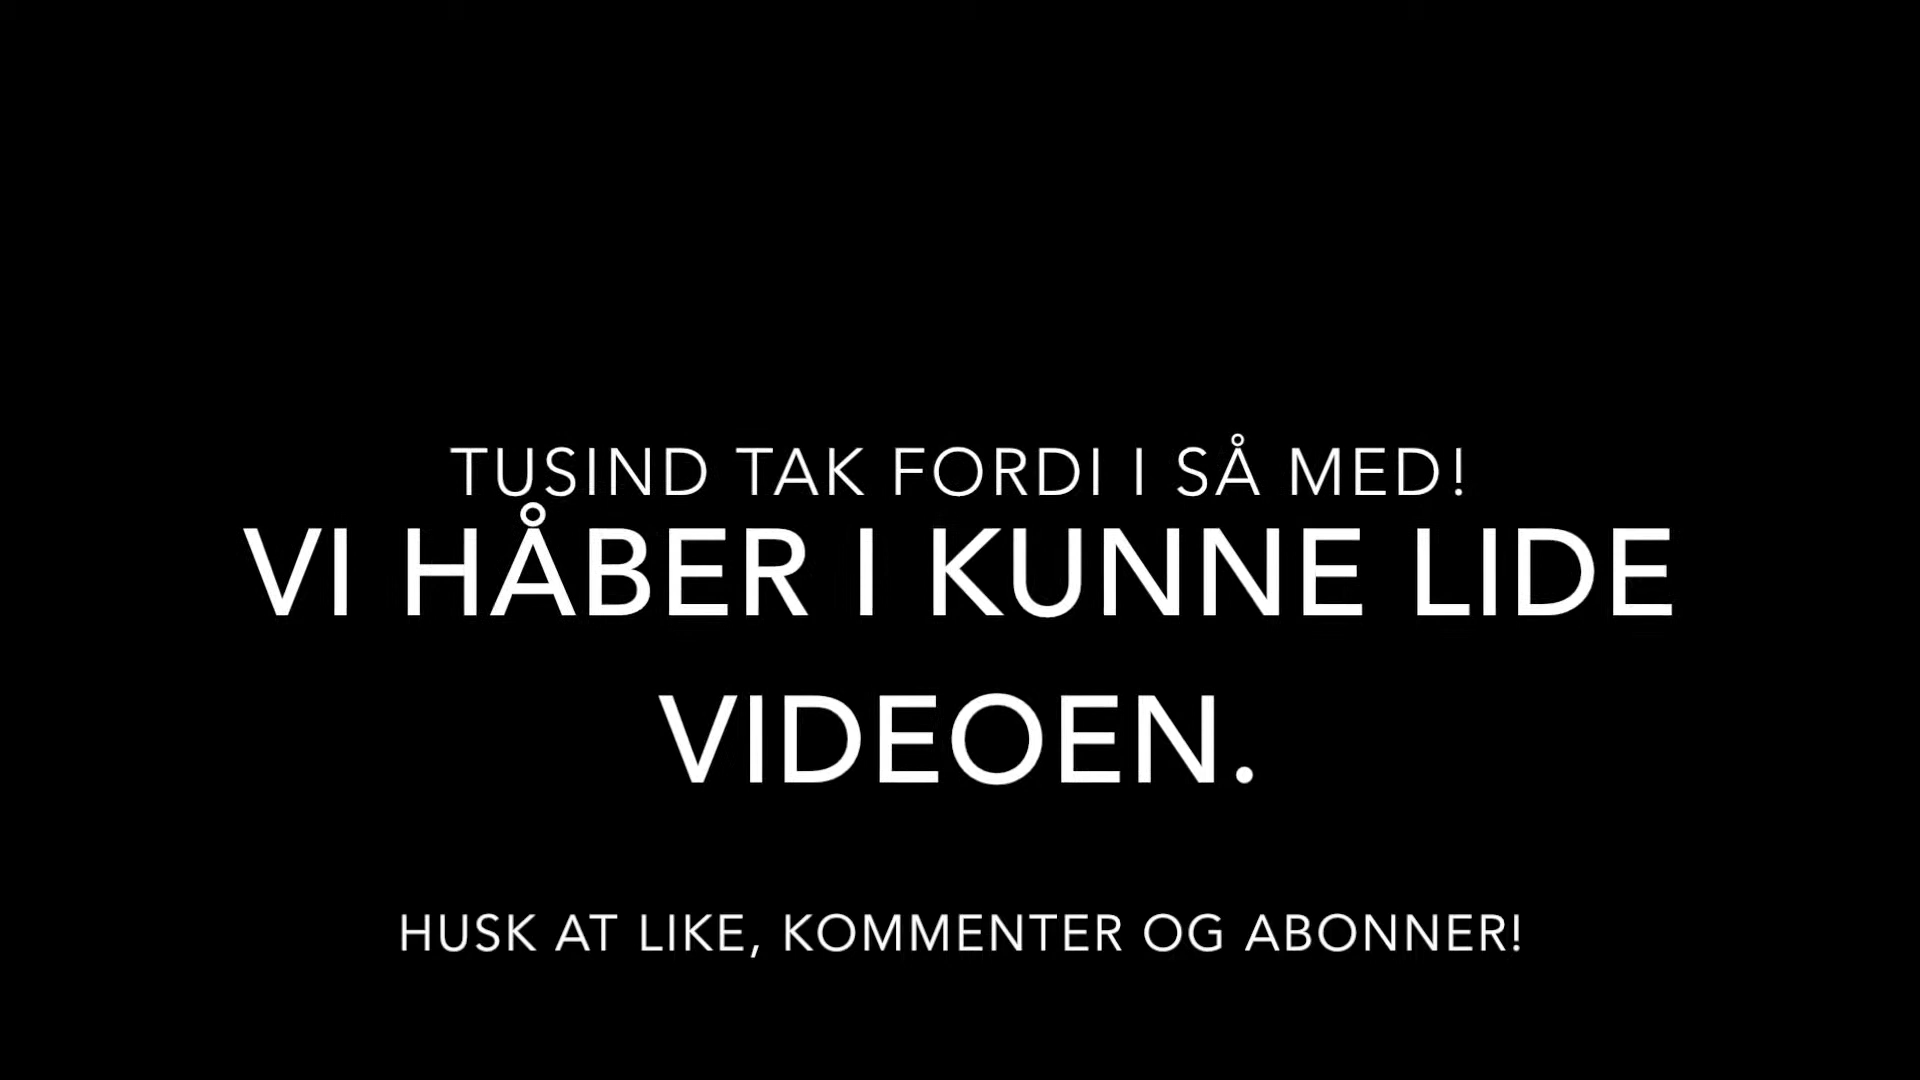 TUSIND TAK FORDI I SÅ MED!
VI HÅBER I KUNNE LIDE
VIDEOEN.
HUSK AT LIKE, KOMMENTER OG ABONNER!